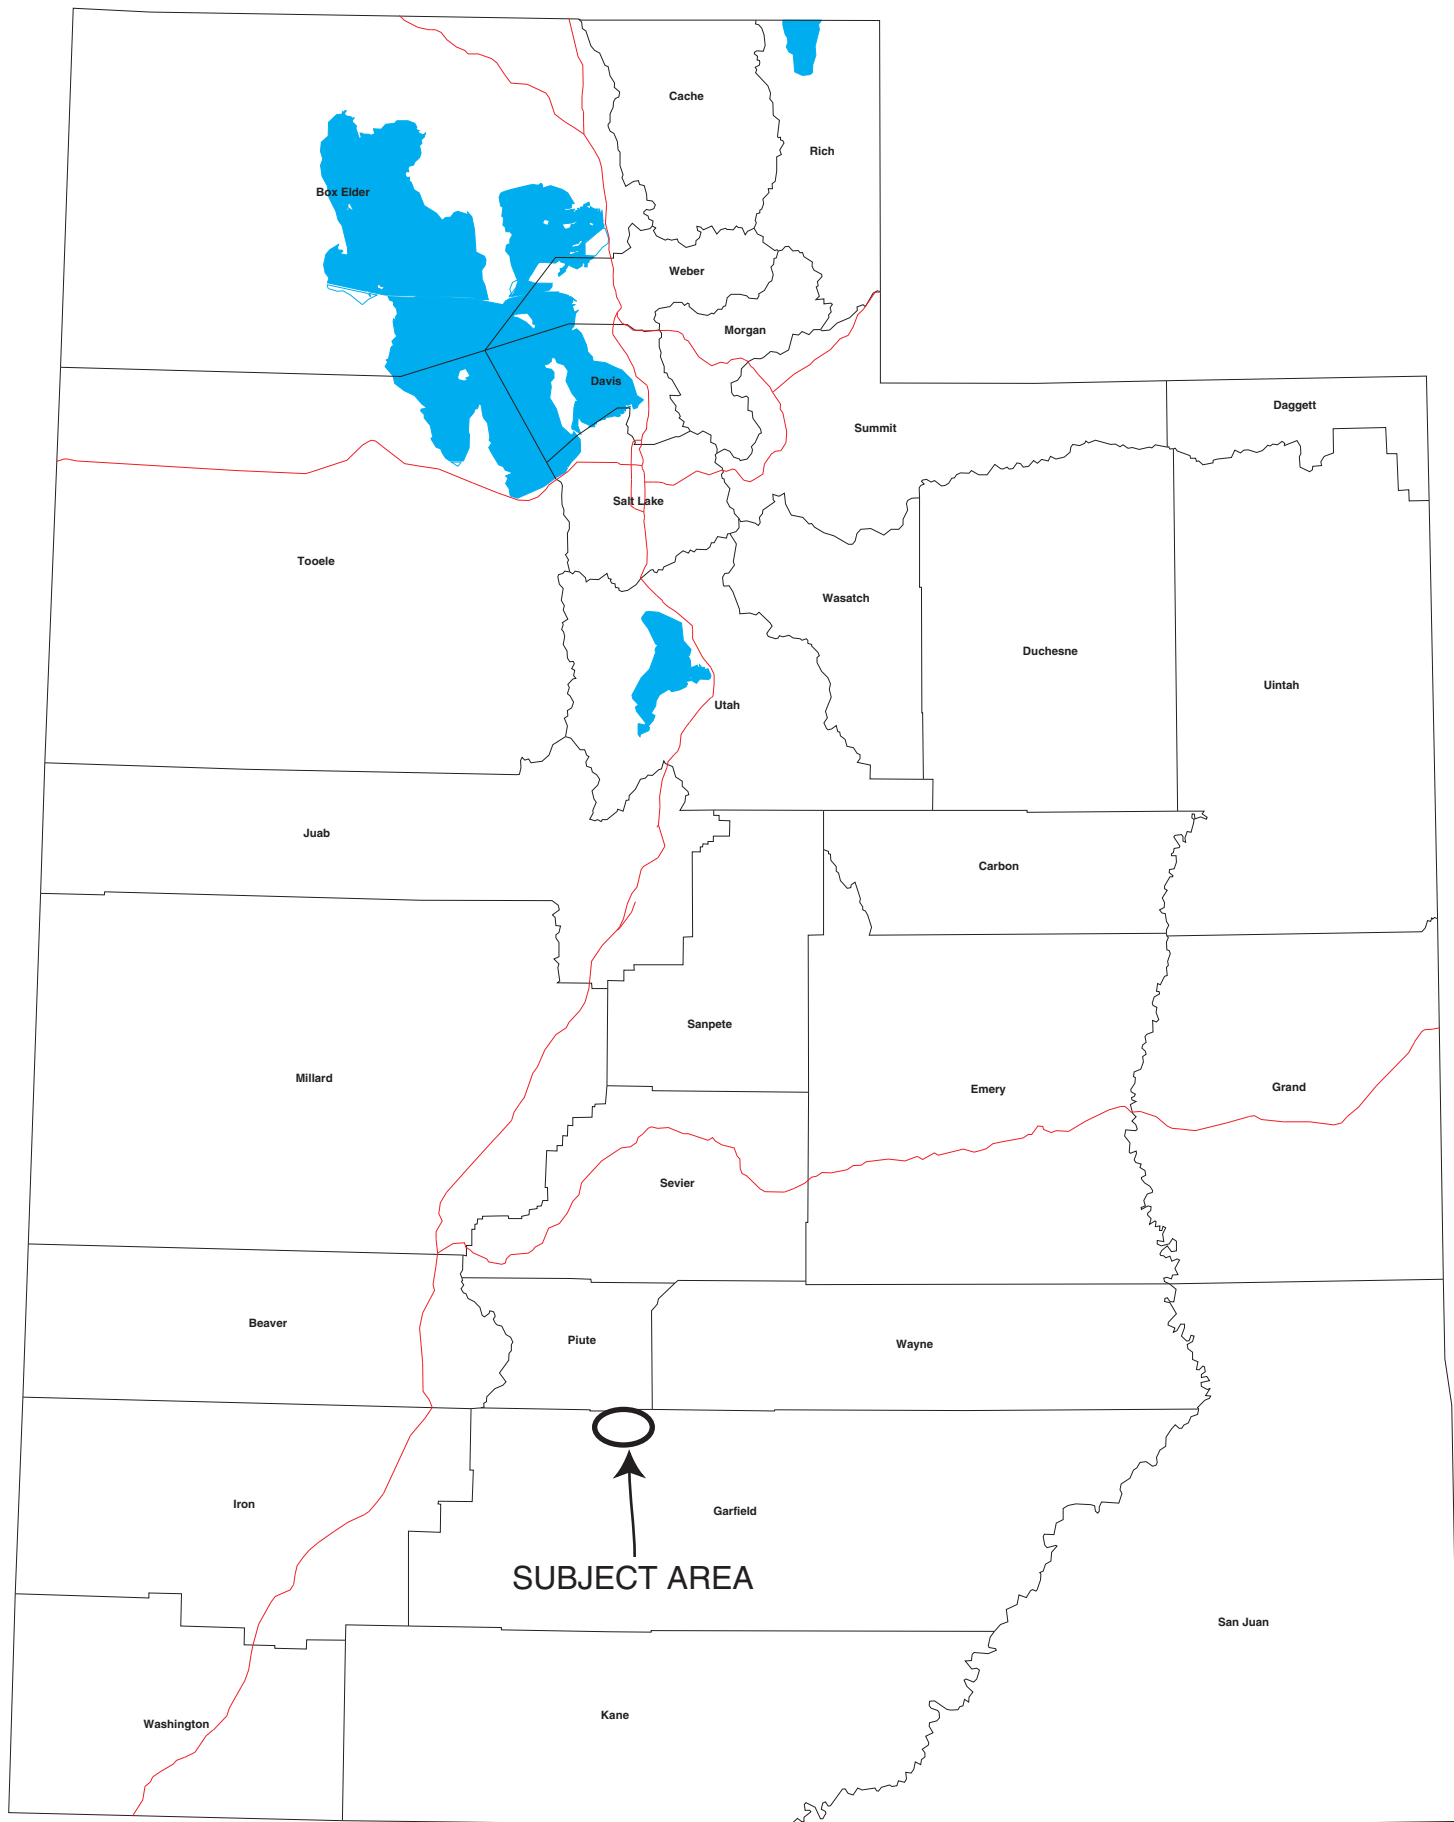 Cache
Rich
Box Elder
Weber
Morgan
Davis
Daggett
Summit
Salt Lake
Tooele
Wasatch
Duchesne
Uintah
Utah
Juab
Carbon
Sanpete
Millard
Emery
Grand
Sevier
Beaver
Piute
Wayne
Iron
Garfield
SUBJECT AREA
San Juan
Kane
Washington